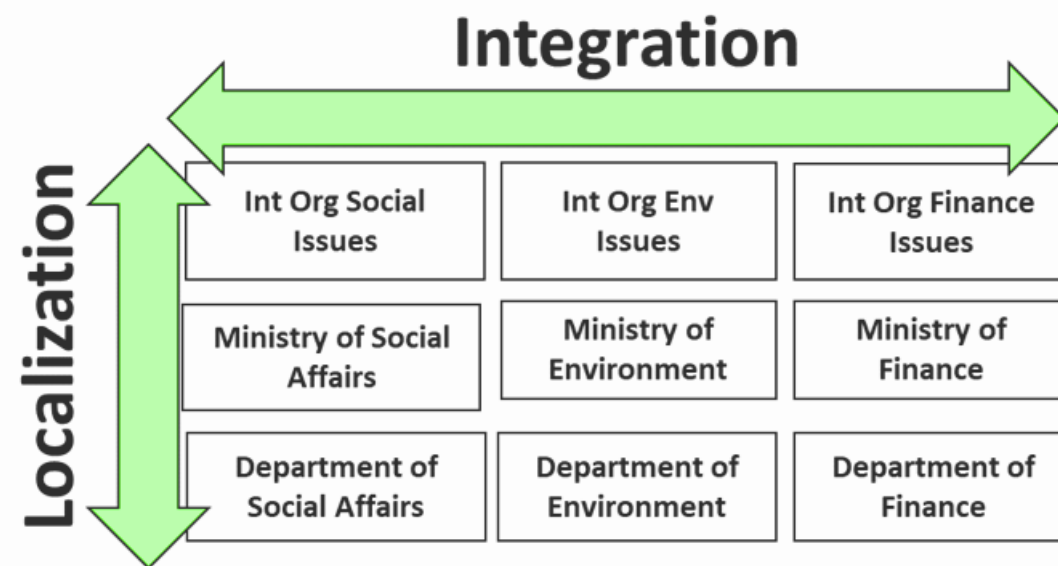 Integration
Localization
Int Org Social
Issues
Int Org Env
Issues
Int Org Finance
Issues
Ministry of Social
Affairs
Ministry of
Environment
Ministry of
Finance
Department of
Social Affairs
Department of
Environment
Department of
Finance